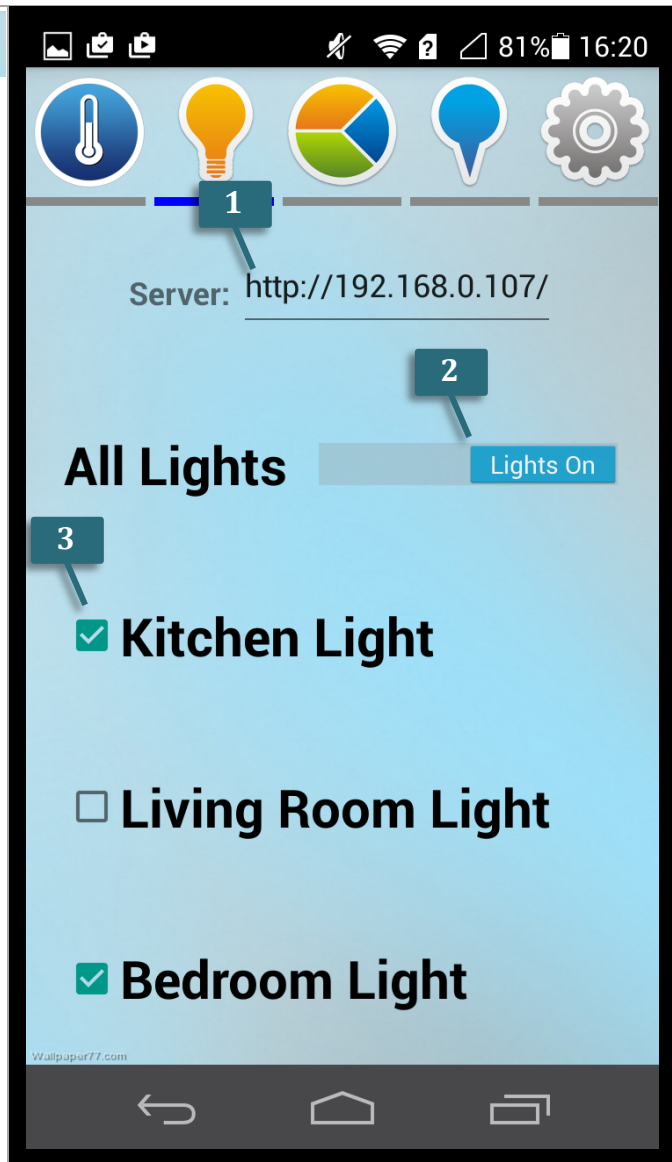 81% 16:20
1
Server: http://192.168.0.107/
2
All Lights Lights On
3
Kitchen Light
Living Room Light
Bedroom Light
Wallpaper77.com